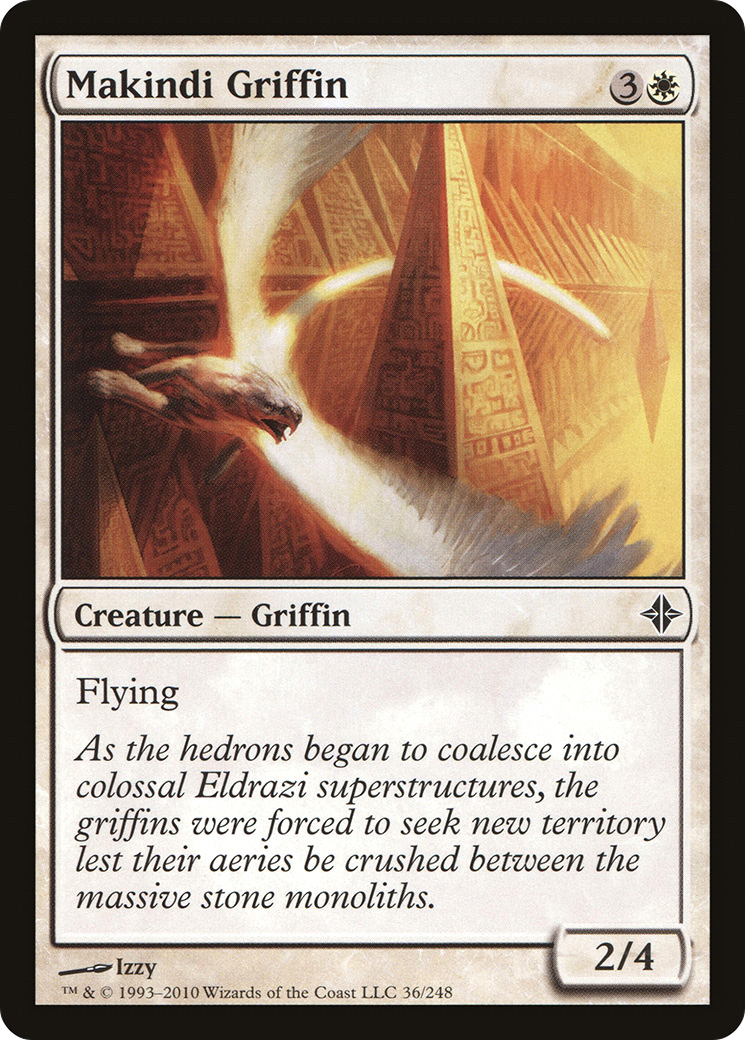 Makindi Griffin 3
Creature — Griffin
Flying
As the hedrons began to coalesce into
colossal Eldrazi superstructures, the
griffins were forced to seek new territory
lest their aeries be crushed between the
massive stone monoliths.
2/4
Izzy
™ & © 1993–2010 Wizards of the Coast LLC 36/248